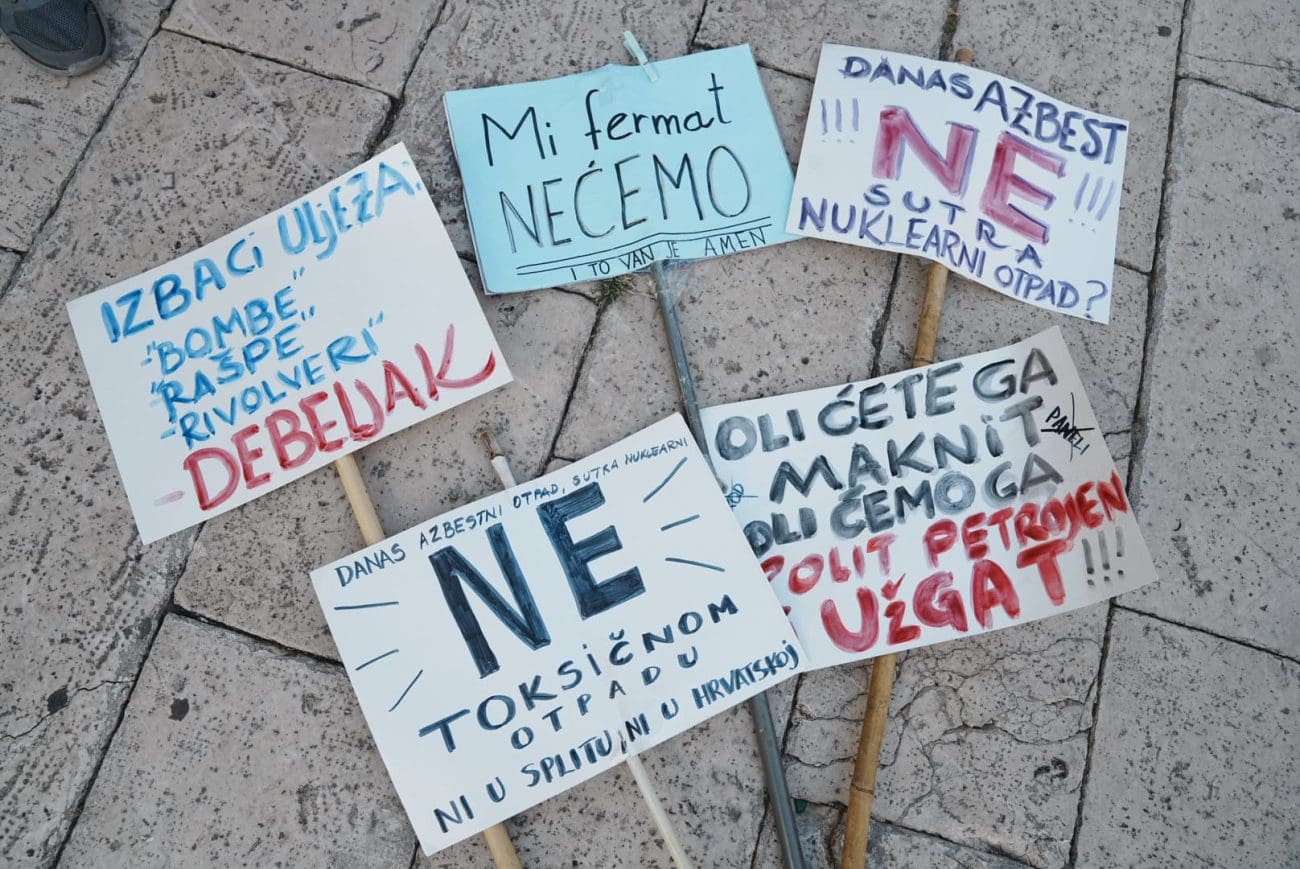 Mi fermat
NEĆEMO
I TO VAN JE AMEN
DANAS AZBEST
!!! NE !!!
SUTRA
NUKLEARNI OTPAD?
IZBACI ULJEZA:
-"BOMBE"
"RAŠPE"
-RIVOLVERI"
-DEBELJAK
OLI ĆETE GA
MAKNIT
OLI ĆEMO GA
POLIT PETROJEN
I UŽGAT!!!
DANAS AZBESTNI OTPAD, SUTRA NUKLEARNI
NE
TOKSIČNOM
OTPADU
NI U SPLITU, NI U HRVATSKOJ